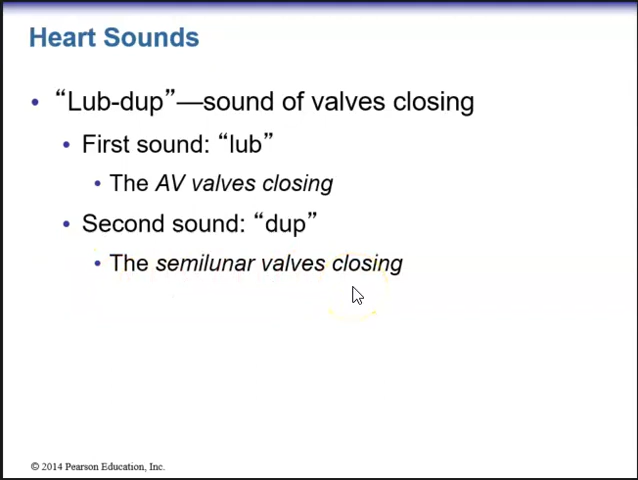 Heart Sounds
• “Lub-dup”—sound of valves closing
• First sound: “lub”
• The AV valves closing
• Second sound: “dup”
• The semilunar valves closing
© 2014 Pearson Education, Inc.